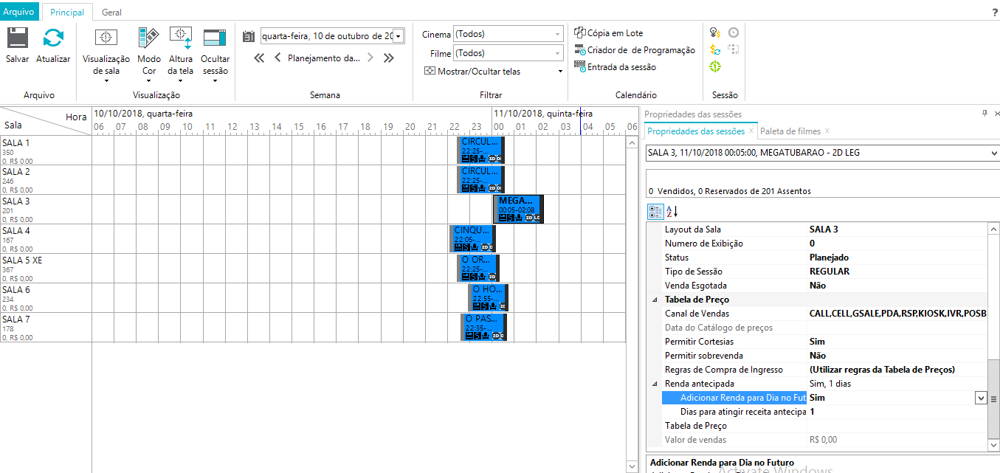 Arquivo Principal Geral ?
Salvar Atualizar Visualização de sala Modo Cor Altura da tela Ocultar sessão
quarta-feira, 10 de outubro de 20
Planejamento da...
Cinema (Todos)
Filme (Todos)
Mostrar/Ocultar telas
Cópia em Lote
Criador de de Programação
Entrada da sessão
Arquivo Visualização Semana Filtrar Calendário Sessão
Hora
Sala
10/10/2018, quarta-feira 11/10/2018, quinta-feira
06 07 08 09 10 11 12 13 14 15 16 17 18 19 20 21 22 23 00 01 02 03 04 05 06
SALA 1
350
0, R$ 0,00
CIRCUL...
22:25-...
2D
SALA 2
246
0, R$ 0,00
CIRCUL...
22:25-...
2D
SALA 3
201
0, R$ 0,00
MEGA...
00:05-02:08
2D LG
SALA 4
167
0, R$ 0,00
CINQU...
22:05-...
2D
SALA 5 XE
367
0, R$ 0,00
O OR...
22:25-...
2D
SALA 6
234
0, R$ 0,00
O HO...
22:55-...
2D
SALA 7
178
0, R$ 0,00
O PAS...
22:35-...
2D
Propriedades das sessões
Propriedades das sessões x Paleta de filmes x
SALA 3, 11/10/2018 00:05:00, MEGATUBARAO - 2D LEG
0 Vendidos, 0 Reservados de 201 Assentos
Layout da Sala SALA 3
Numero de Exibição 0
Status Planejado
Tipo de Sessão REGULAR
Venda Esgotada Não
Tabela de Preço
Canal de Vendas CALL,CELL,GSALE,PDA,RSP,KIOSK,IVR,POSB
Data do Catálogo de preços
Permitir Cortesias Sim
Permitir sobrevenda Não
Regras de Compra de Ingresso (Utilizar regras da Tabela de Preços)
Renda antecipada Sim, 1 dias
Adicionar Renda para Dia no Fut Sim
Dias para atingir receita antecipa 1
Tabela de Preço
Valor de vendas R$ 0,00
Adicionar Renda para Dia no Futuro
Activate Windows